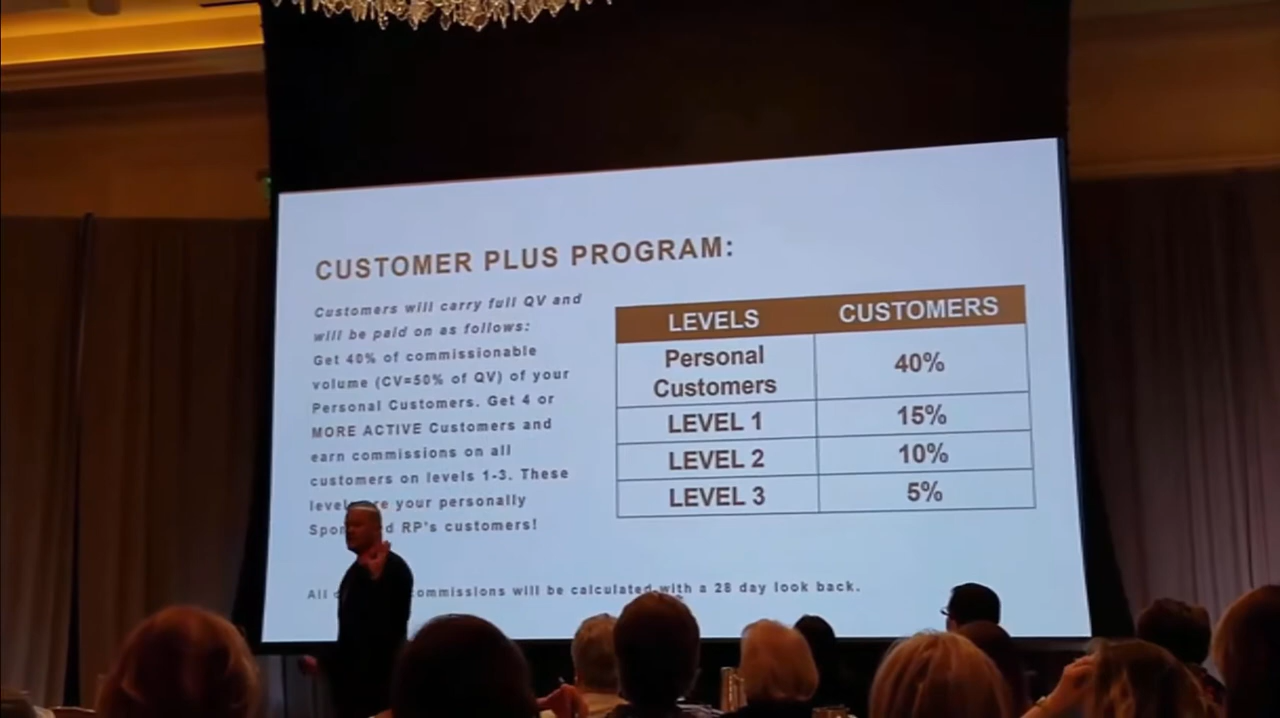 CUSTOMER PLUS PROGRAM:
Customers will carry full QV and
will be paid on as follows:
Get 40% of commissionable
volume (CV=50% of QV) of your
Personal Customers. Get 4 or
MORE ACTIVE Customers and
earn commissions on all
customers on levels 1-3. These
your personally
RP's customers!
LEVELS CUSTOMERS
Personal
Customers 40%
LEVEL 1 15%
LEVEL 2 10%
LEVEL 3 5%
All commissions will be calculated with a 28 day look back.